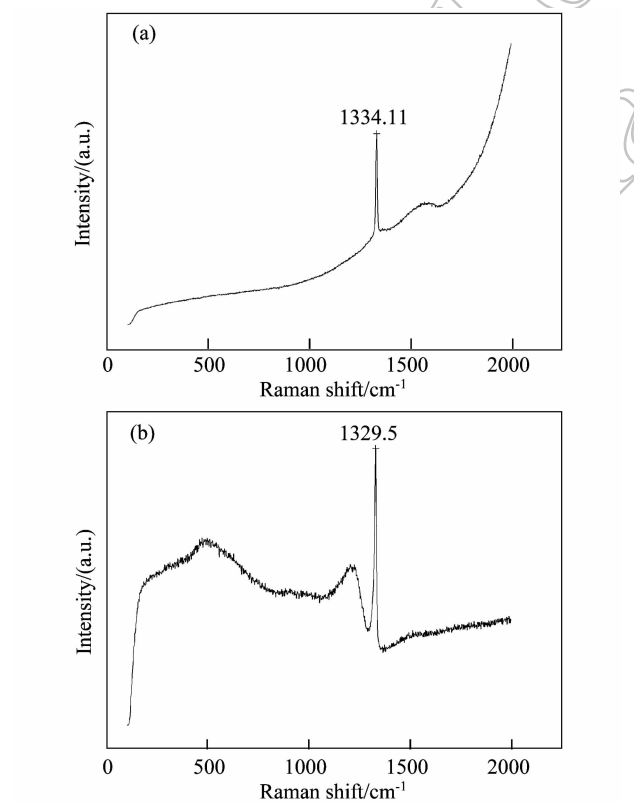 (a)
1334.11
Intensity/(a.u.)
0 500 1000 1500 2000
Raman shift/cm-1
(b)
1329.5
Intensity/(a.u.)
0 500 1000 1500 2000
Raman shift/cm-1